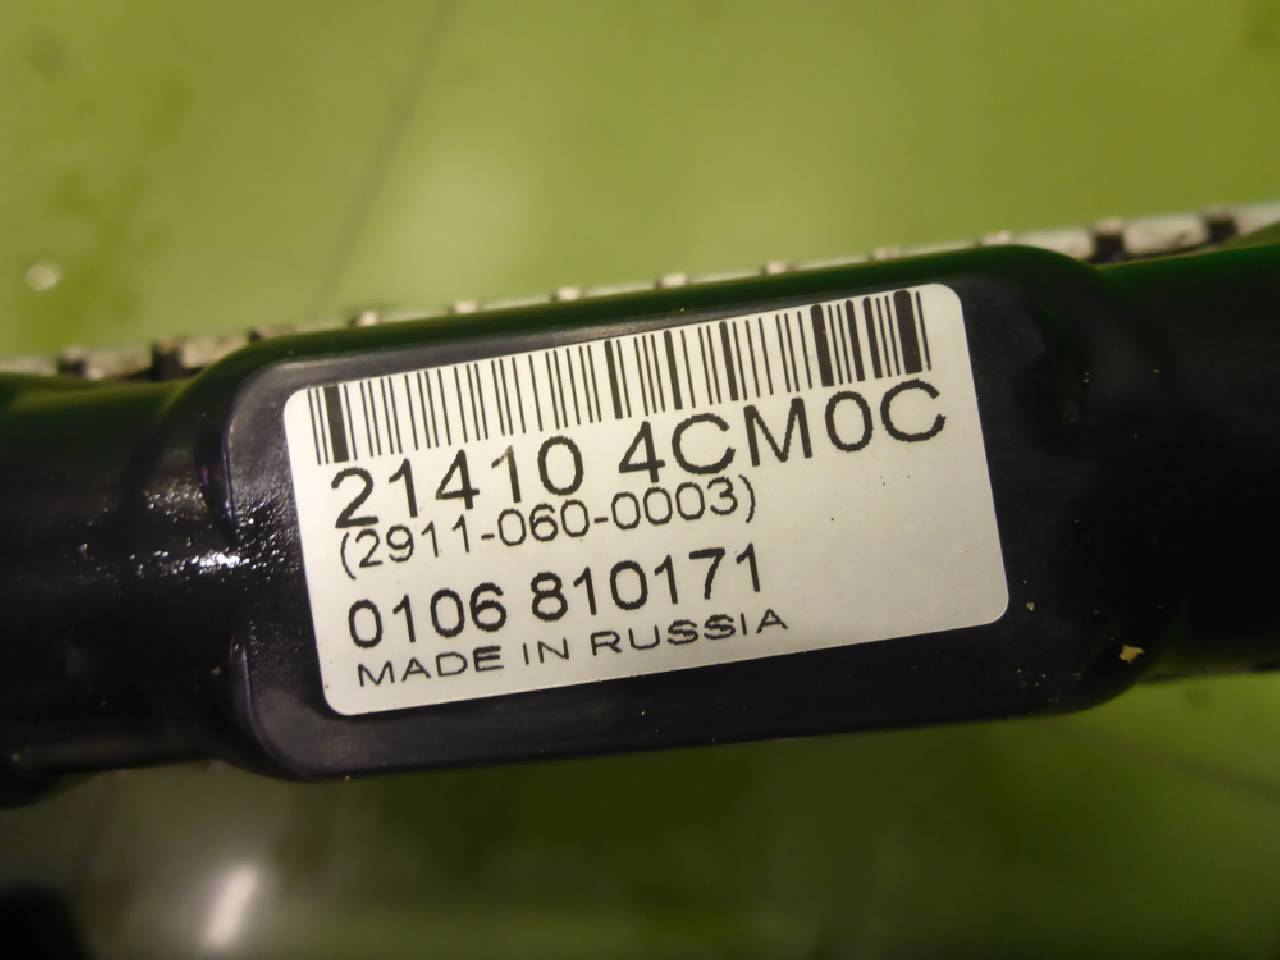 21410 4CM0C
(2911-060-0003)
0106 810171
MADE IN RUSSIA